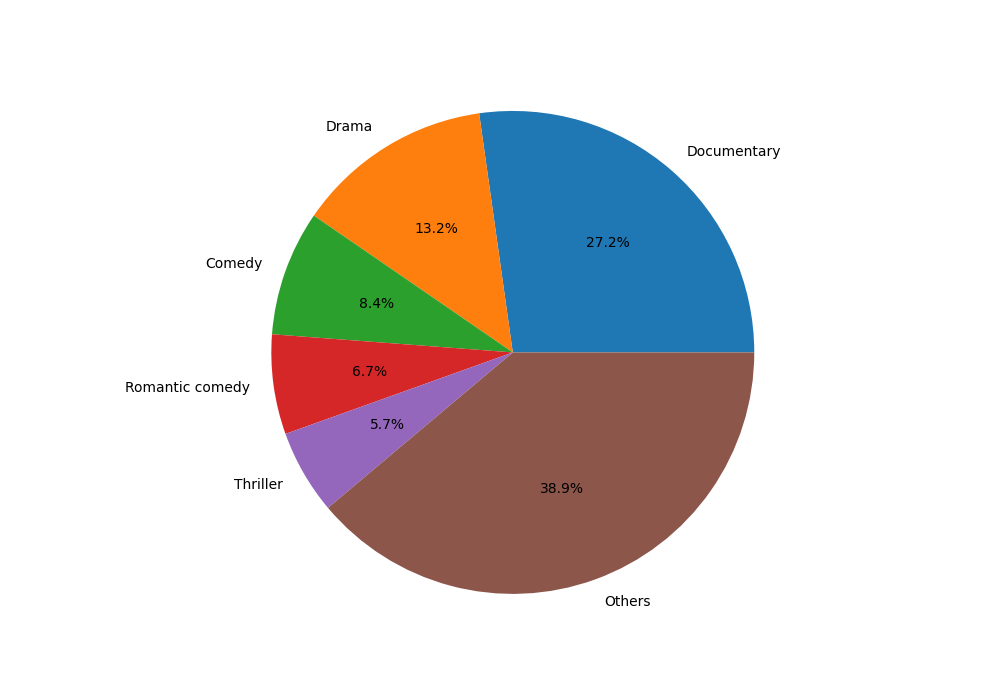 Drama
Documentary
13.2%
27.2%
Comedy
8.4%
6.7%
Romantic comedy
5.7%
Thriller
38.9%
Others